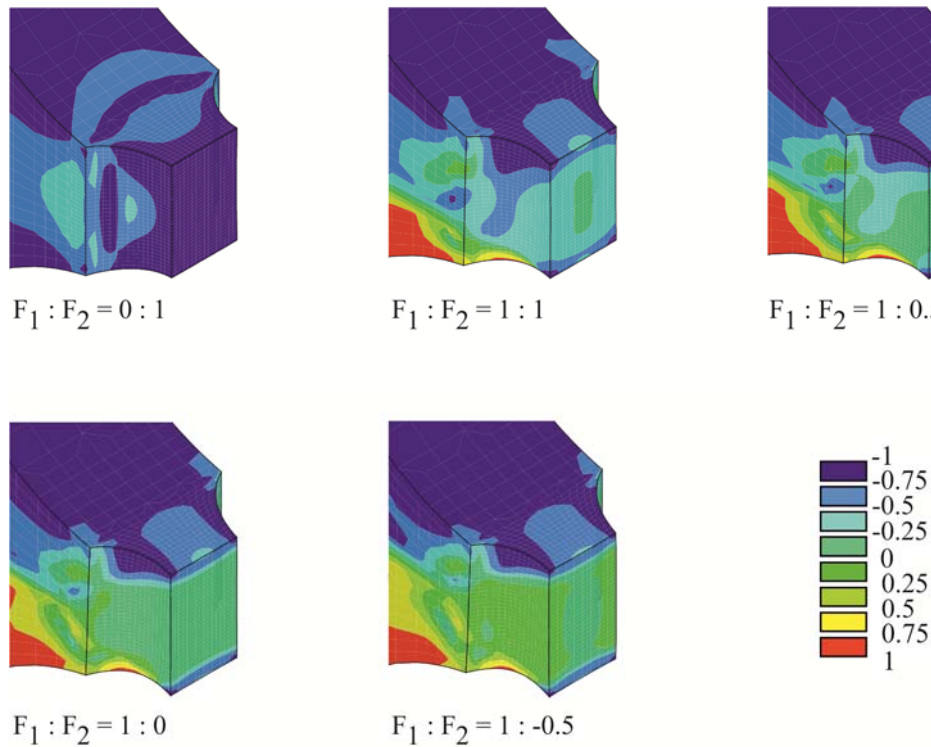 F1 : F2 = 0 : 1
F1 : F2 = 1 : 1
F1 : F2 = 1 : 0.
F1 : F2 = 1 : 0
F1 : F2 = 1 : -0.5
-1
-0.75
-0.5
-0.25
0
0.25
0.5
0.75
1